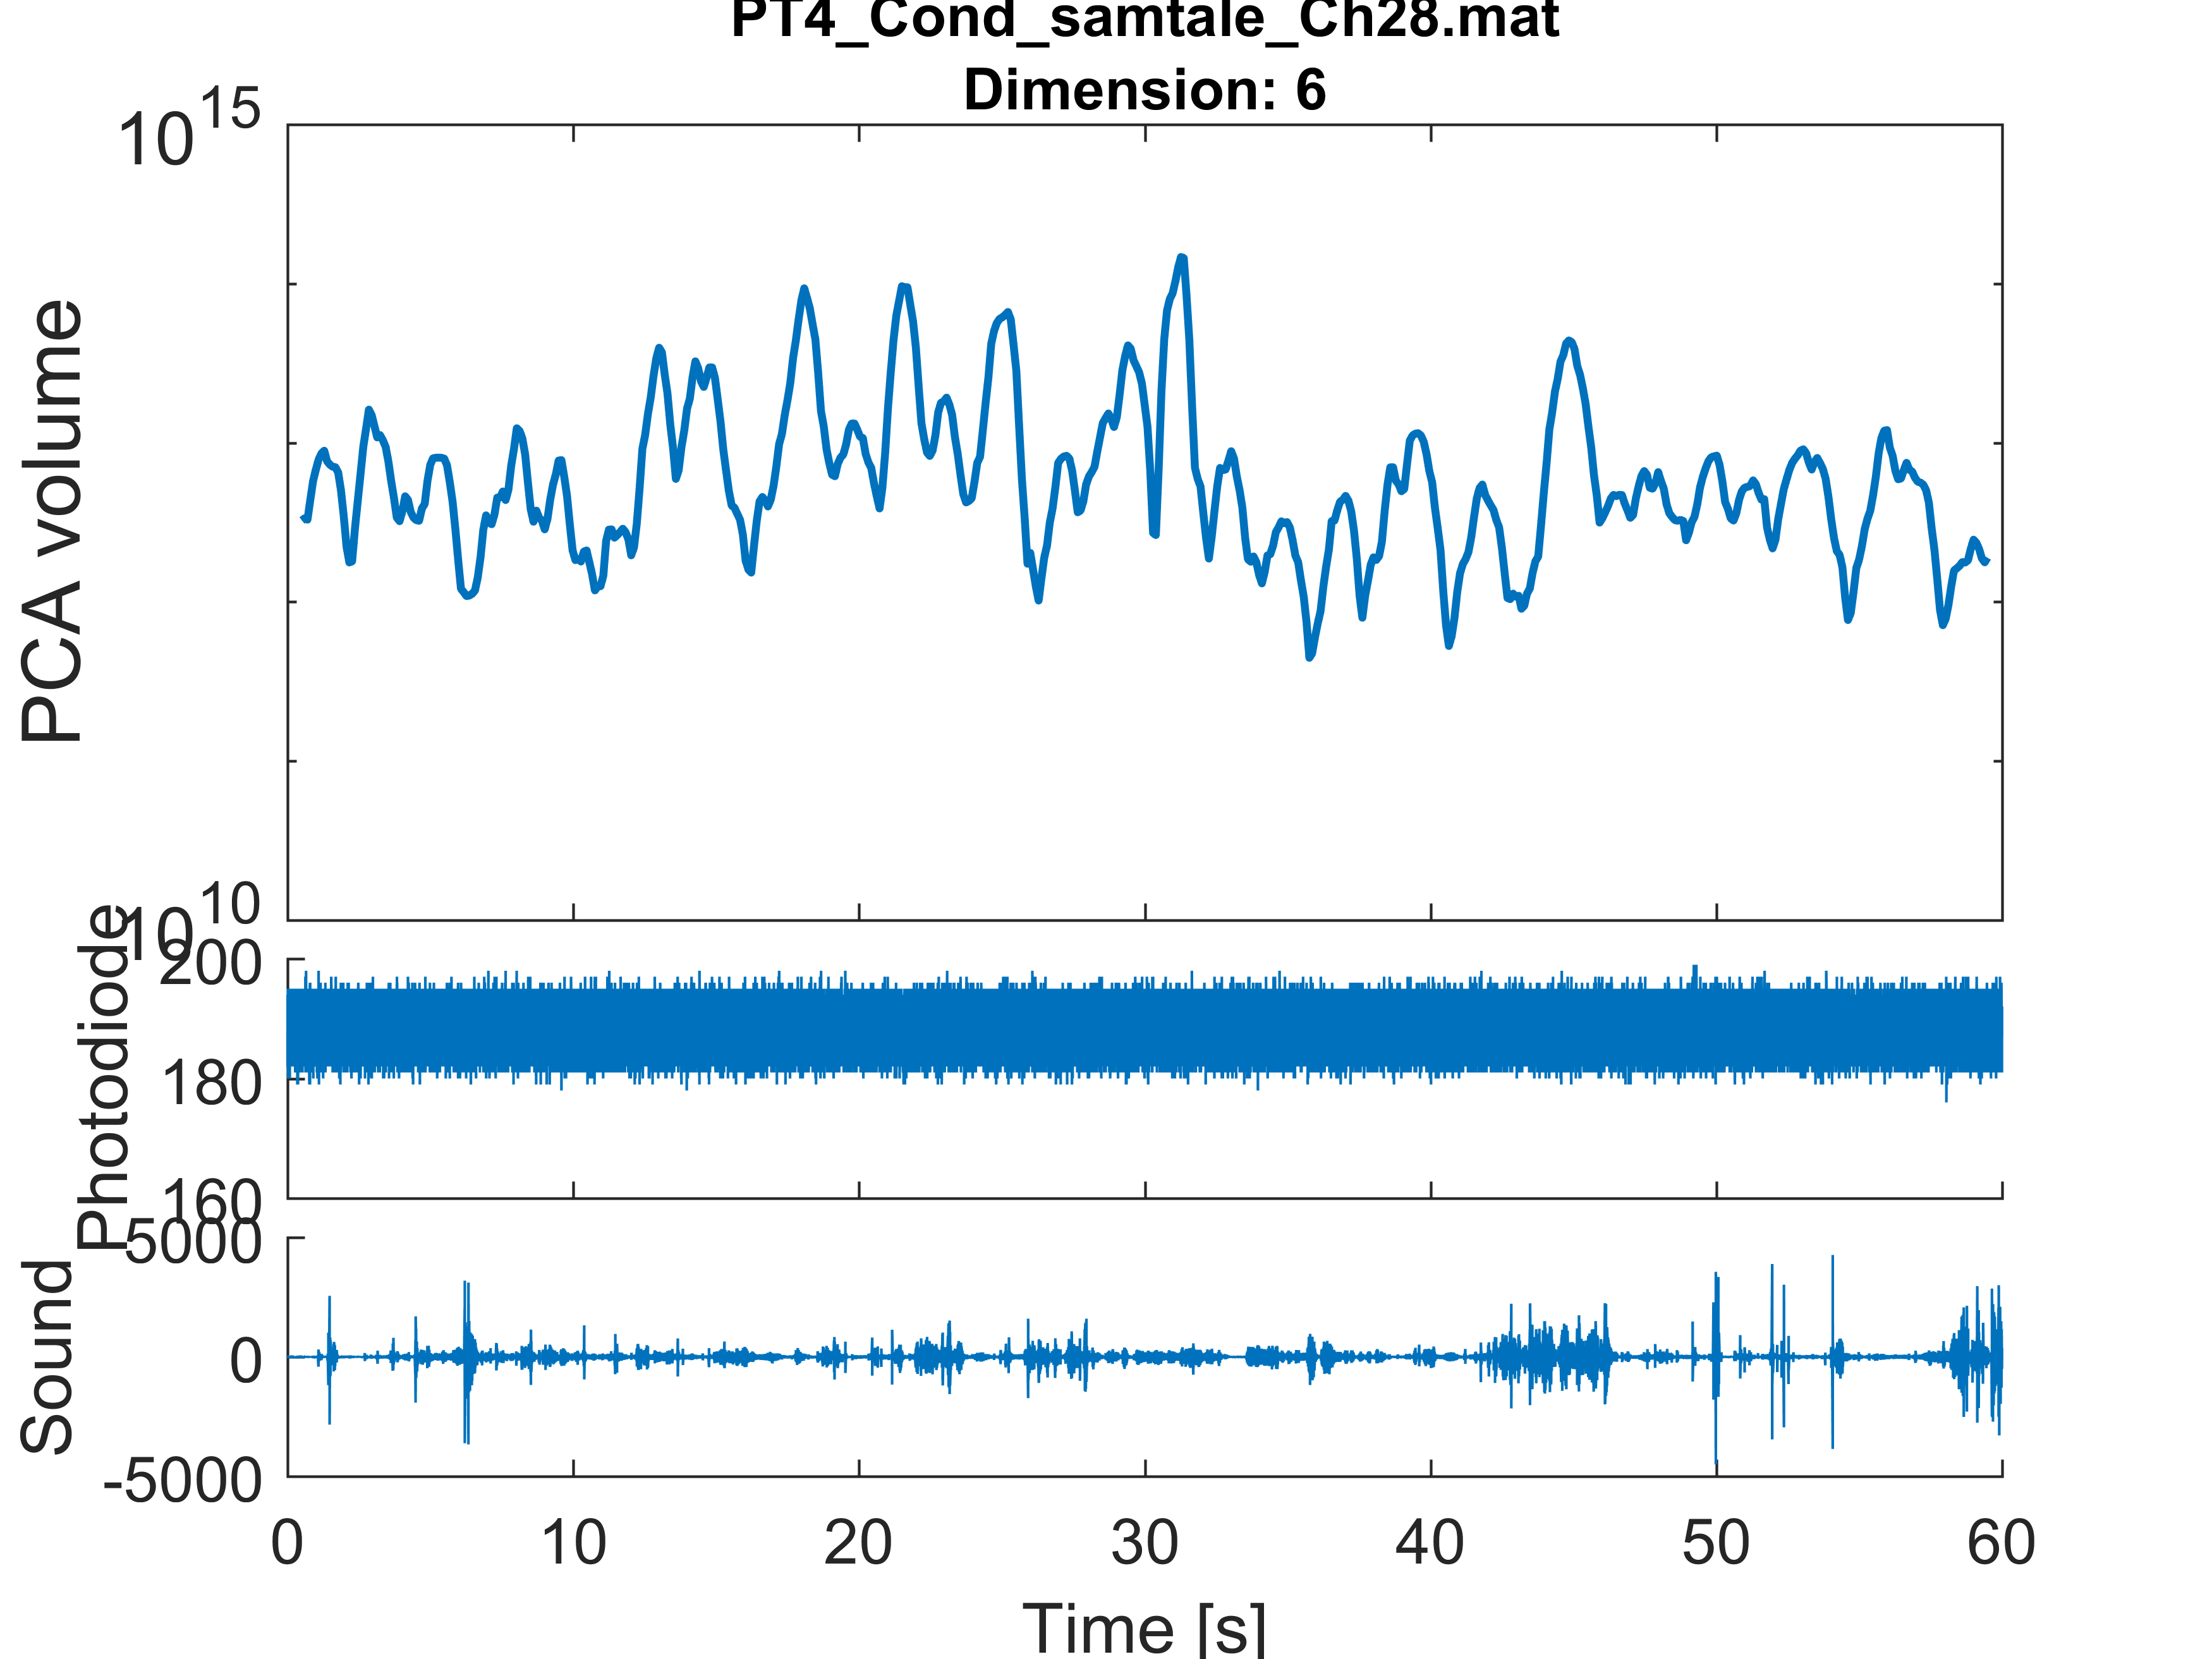 PT4_Cond_samtale_Ch28.mat
Dimension: 6
10^15
PCA volume
10^10
200
Photodiode
180
160
5000
Sound
0
-5000
0 10 20 30 40 50 60
Time [s]